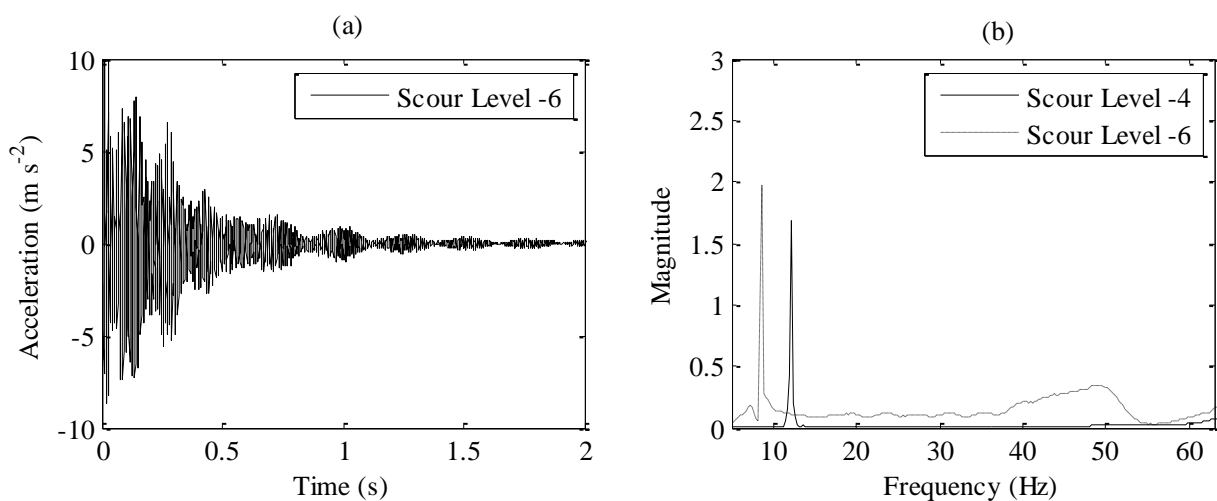 (a)
Scour Level -6
Acceleration (m s-2)
10
5
0
-5
-10
0
0.5
1
1.5
2
Time (s)
(b)
Scour Level -4
Scour Level -6
Magnitude
3
2.5
2
1.5
1
0.5
0
10
20
30
40
50
60
Frequency (Hz)